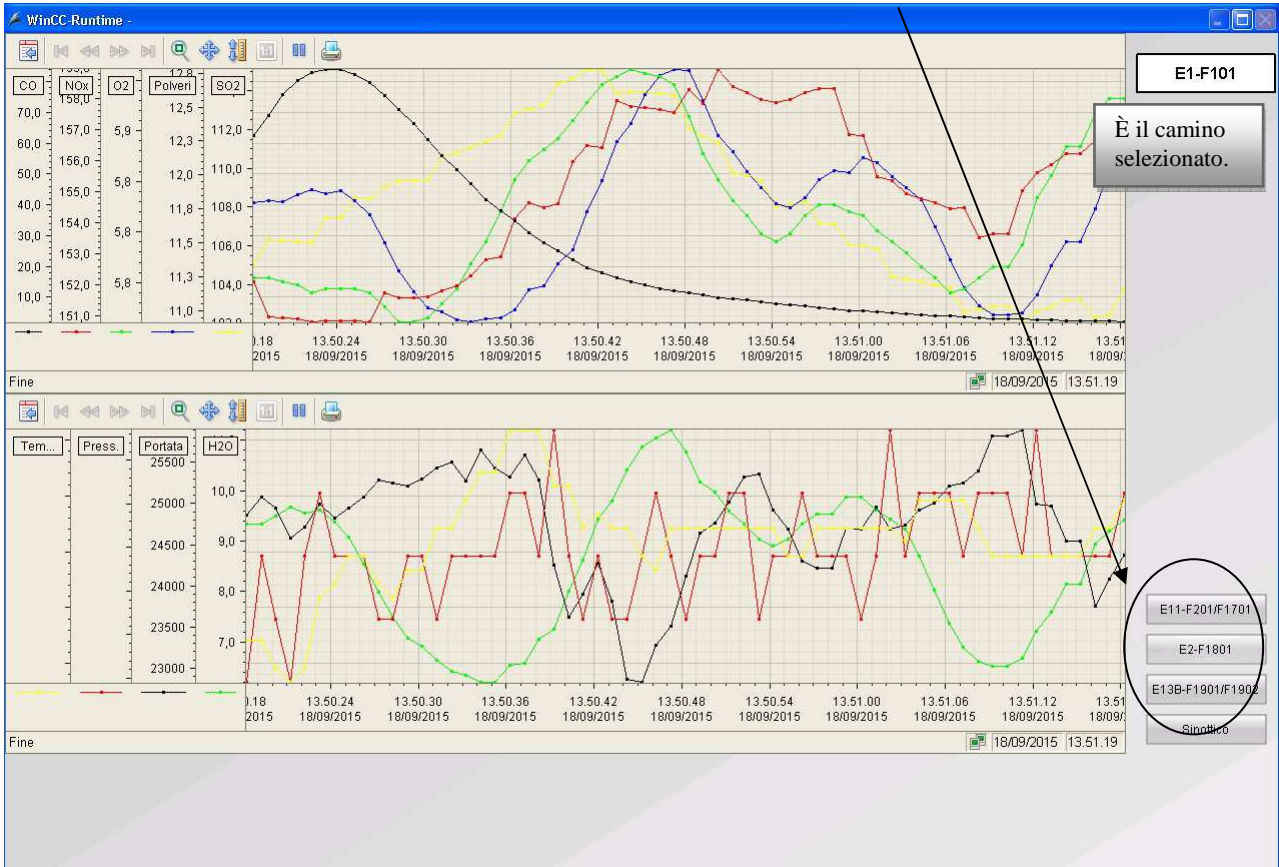 WinCC-Runtime -
CO NOx O2 Polveri SO2
70,0
60,0
50,0
40,0
30,0
20,0
10,0
158,0
157,0
156,0
155,0
154,0
153,0
152,0
151,0
5,9
5,8
5,8
5,8
12,8
12,5
12,3
12,0
11,8
11,5
11,3
11,0
112,0
110,0
108,0
106,0
104,0
13.50.24 13.50.30 13.50.36 13.50.42 13.50.48 13.50.54 13.51.00 13.51.06 13.51.12
18/09/2015 18/09/2015 18/09/2015 18/09/2015 18/09/2015 18/09/2015 18/09/2015 18/09/2015 18/09/2015
Fine 18/09/2015 13.51.19
Tem... Press. Portata H2O
25500
25000
24500
24000
23500
23000
10,0
9,0
8,0
7,0
13.50.24 13.50.30 13.50.36 13.50.42 13.50.48 13.50.54 13.51.00 13.51.06 13.51.12
18/09/2015 18/09/2015 18/09/2015 18/09/2015 18/09/2015 18/09/2015 18/09/2015 18/09/2015 18/09/2015
Fine 18/09/2015 13.51.19
E1-F101
È il camino
selezionato.
E11-F201/F1701
E2-F1801
E13B-F1901/F1902
Sinottico